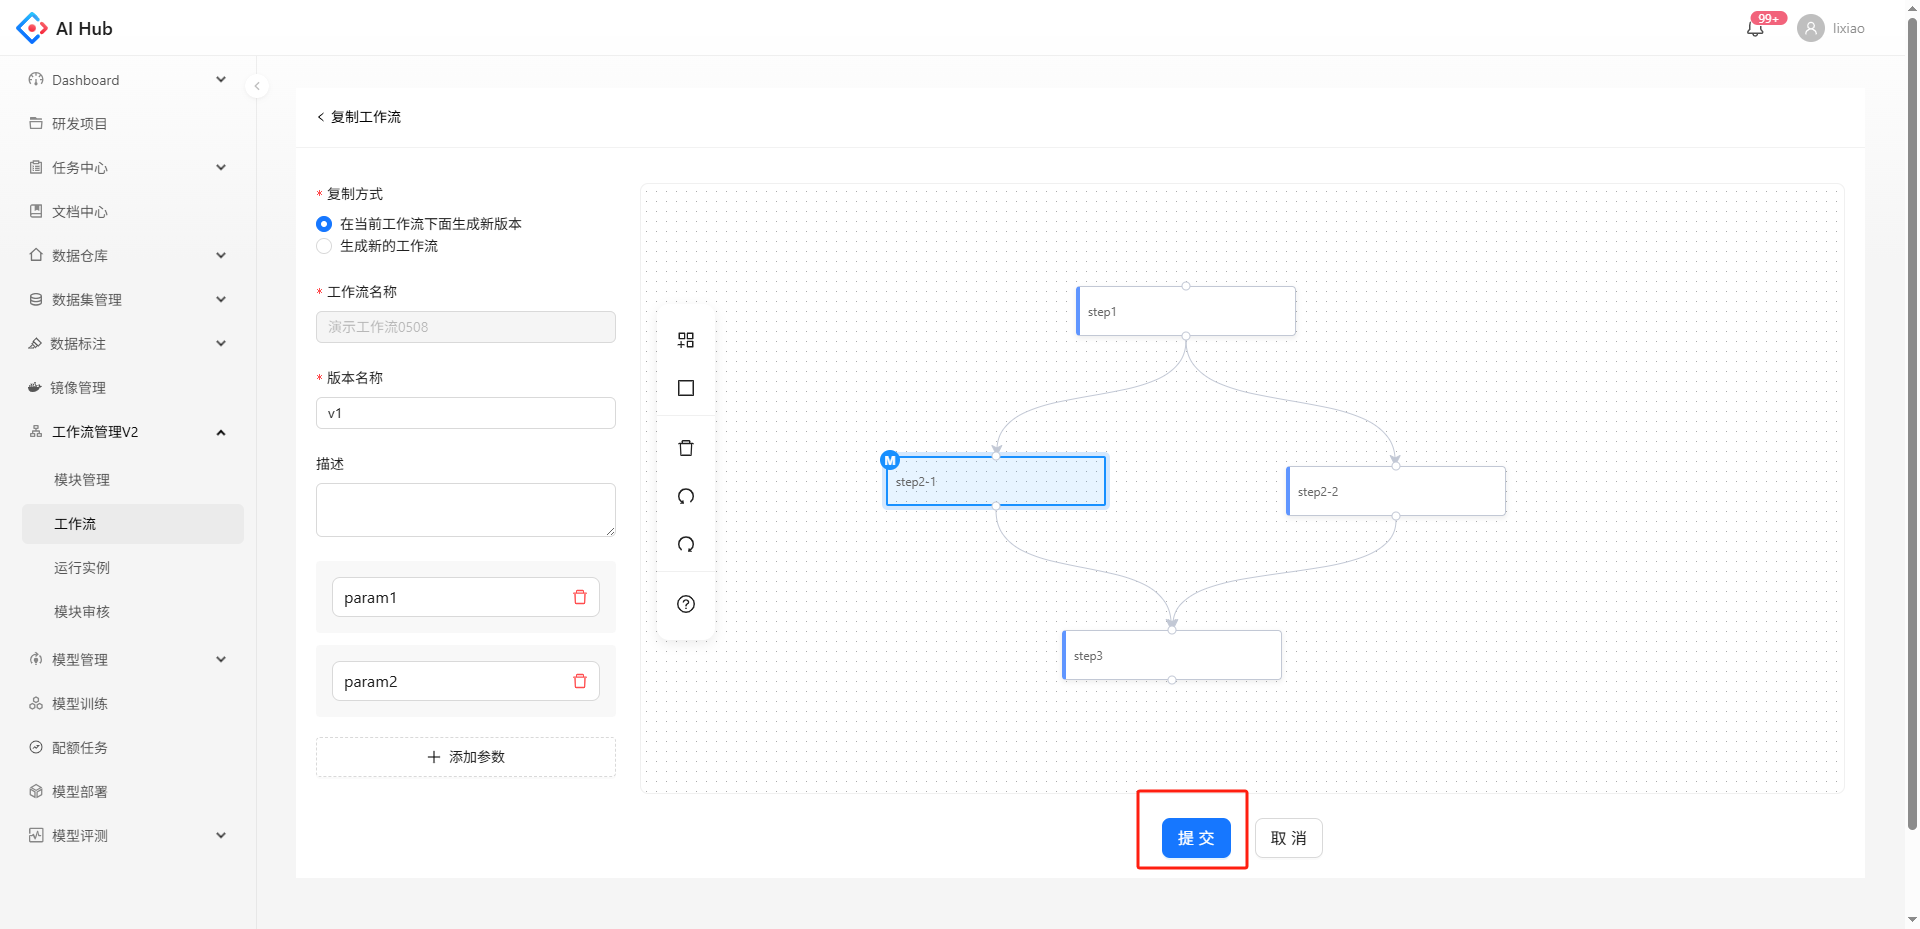 AI Hub
99+
lixiao
Dashboard
研发项目
任务中心
文档中心
数据仓库
数据集管理
数据标注
镜像管理
工作流管理V2
模块管理
工作流
运行实例
模块审核
模型管理
模型训练
配额任务
模型部署
模型评测
复制工作流
* 复制方式
在当前工作流下面生成新版本
生成新的工作流
* 工作流名称
演示工作流0508
* 版本名称
v1
描述
param1
param2
添加参数
step1
M
step2-1
step2-2
step3
提 交
取 消